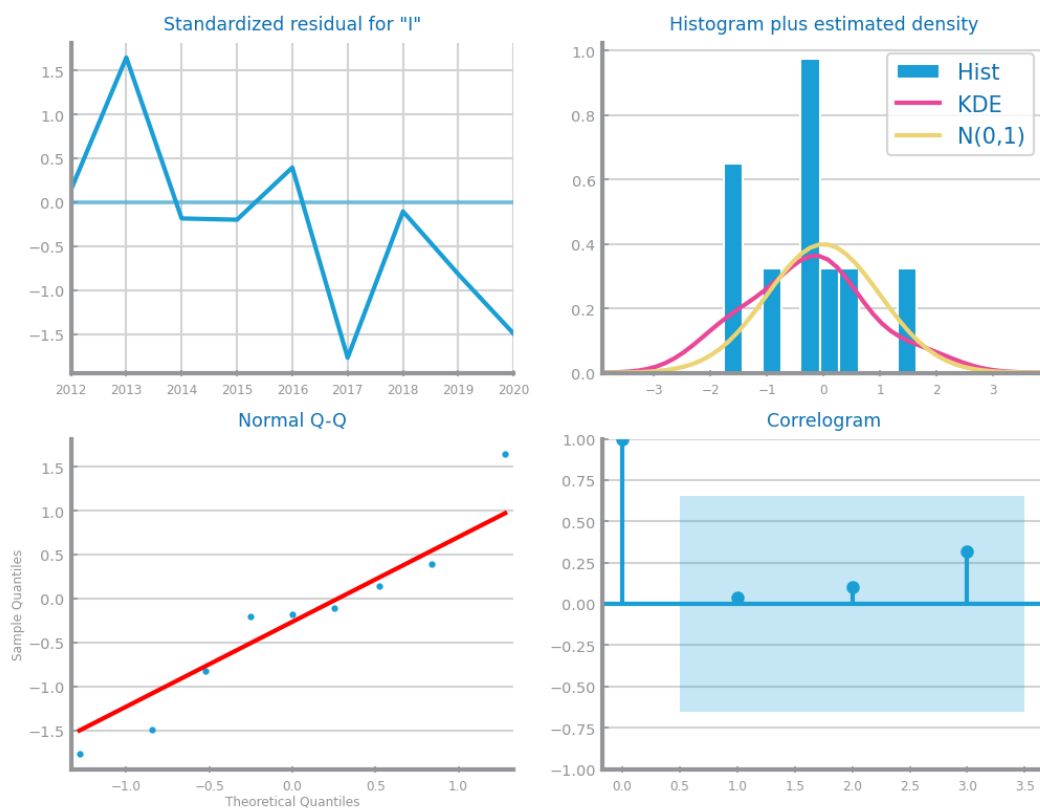 Standardized residual for "I"
1.5
1.0
0.5
0.0
−0.5
−1.0
−1.5
2012 2013 2014 2015 2016 2017 2018 2019 2020
Histogram plus estimated density
1.0
0.8
0.6
0.4
0.2
0.0
Hist
KDE
N(0,1)
−3 −2 −1 0 1 2 3
Normal Q-Q
Sample Quantiles
1.5
1.0
0.5
0.0
−0.5
−1.0
−1.5
−1.0 −0.5 0.0 0.5 1.0
Theoretical Quantiles
Correlogram
1.00
0.75
0.50
0.25
0.00
−0.25
−0.50
−0.75
−1.00
0.0 0.5 1.0 1.5 2.0 2.5 3.0 3.5